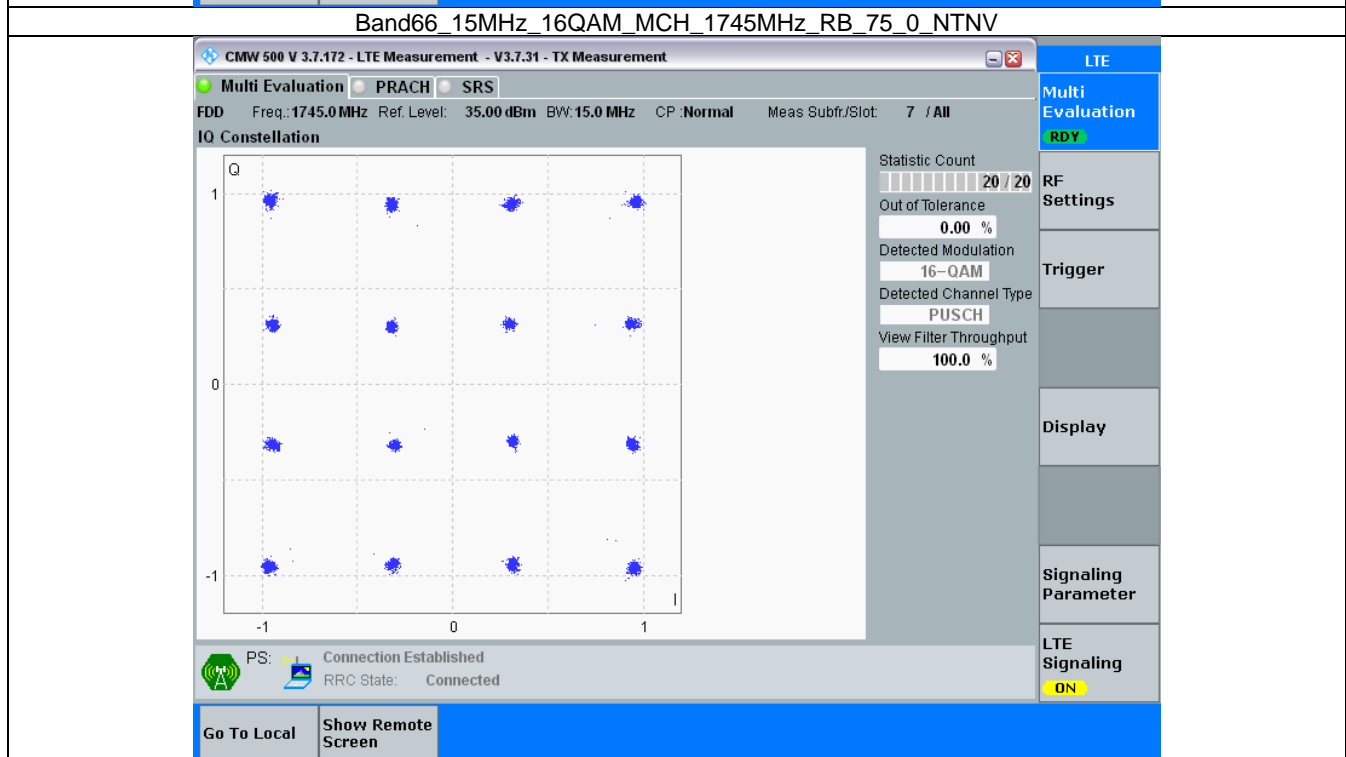 Band66_15MHz_16QAM_MCH_1745MHz_RB_75_0_NTNV
CMW 500 V 3.7.172 - LTE Measurement - V3.7.31 - TX Measurement
LTE
Multi Evaluation PRACH SRS
FDD Freq.:1745.0 MHz Ref. Level: 35.00 dBm BW:15.0 MHz CP :Normal Meas Subfr./Slot: 7 / All
IQ Constellation
Q
1
0
-1
I
-1 0 1
Statistic Count
20 / 20
Out of Tolerance
0.00 %
Detected Modulation
16-QAM
Detected Channel Type
PUSCH
View Filter Throughput
100.0 %
Multi
Evaluation
RDY
RF
Settings
Trigger
Display
Signaling
Parameter
LTE
Signaling
ON
PS: Connection Established
RRC State: Connected
Go To Local
Show Remote
Screen